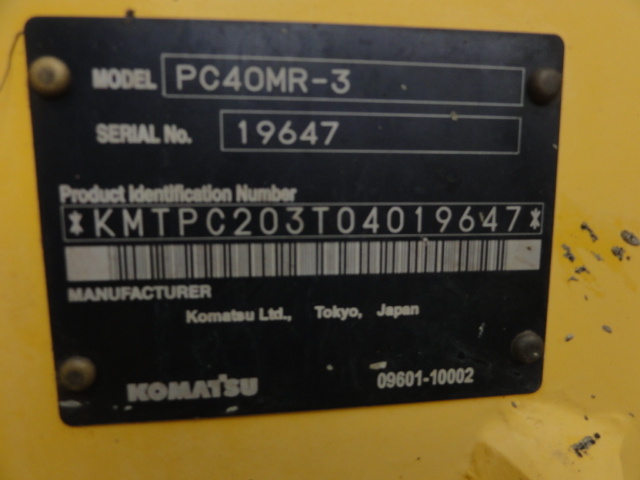 MODEL PC40MR-3
SERIAL No. 19647
Product Identification Number
*KMTPC203T04019647*
MANUFACTURER
Komatsu Ltd., Tokyo, Japan
KOMATSU 09601-10002